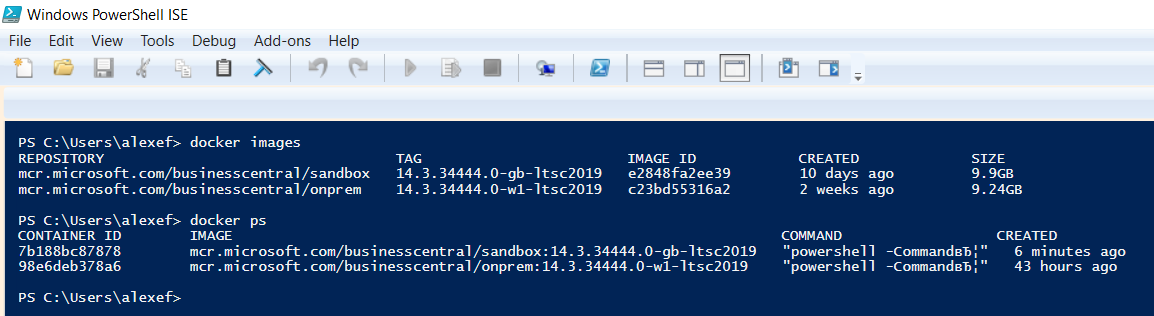 Windows PowerShell ISE
File Edit View Tools Debug Add-ons Help
PS C:\Users\alexef> docker images
REPOSITORY TAG IMAGE ID CREATED SIZE
mcr.microsoft.com/businesscentral/sandbox 14.3.34444.0-gb-ltsc2019 e2848fa2ee39 10 days ago 9.9GB
mcr.microsoft.com/businesscentral/onprem 14.3.34444.0-w1-ltsc2019 c23bd55316a2 2 weeks ago 9.24GB
PS C:\Users\alexef> docker ps
CONTAINER ID IMAGE COMMAND CREATED
7b188bc87878 mcr.microsoft.com/businesscentral/sandbox:14.3.34444.0-gb-ltsc2019 "powershell -CommandвЂ¦" 6 minutes ago
98e6deb378a6 mcr.microsoft.com/businesscentral/onprem:14.3.34444.0-w1-ltsc2019 "powershell -CommandвЂ¦" 43 hours ago
PS C:\Users\alexef>